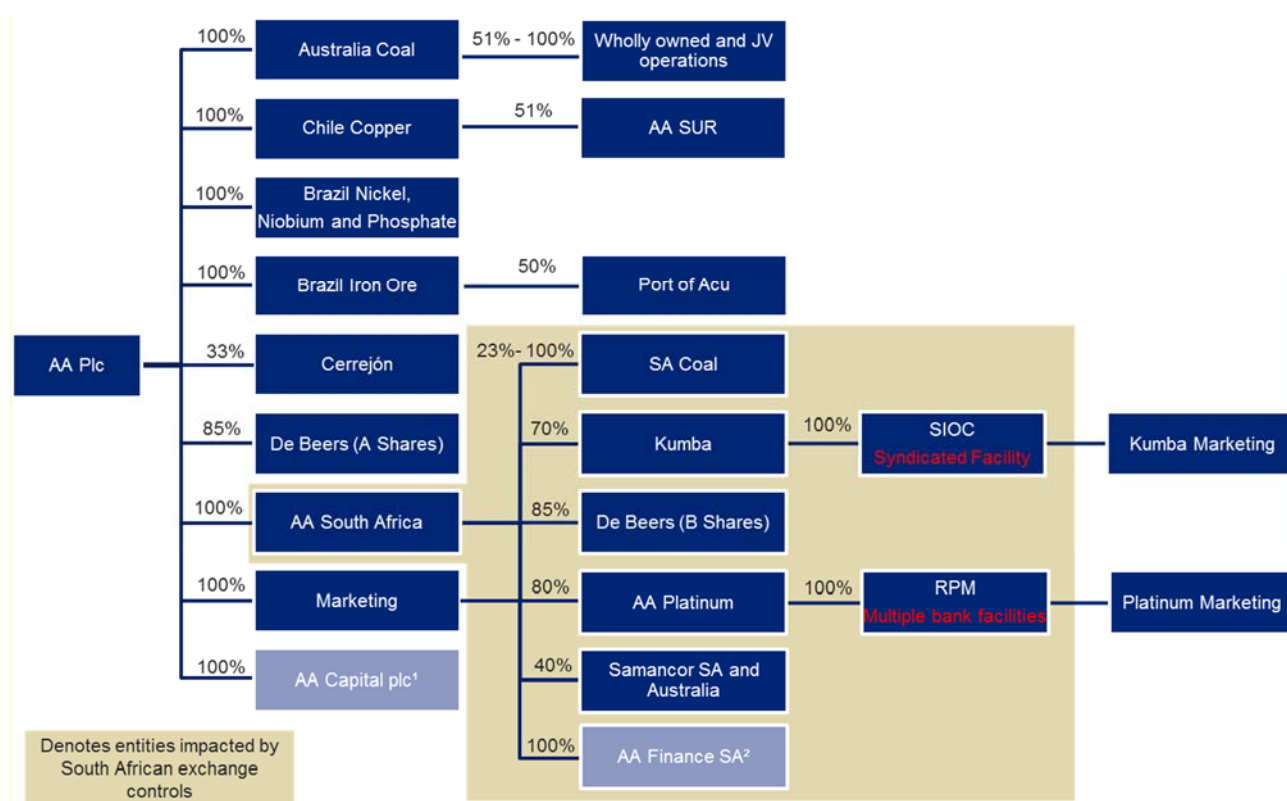 100%
Australia Coal
51% - 100%
Wholly owned and JV
operations
100%
Chile Copper
51%
AA SUR
100%
Brazil Nickel,
Niobium and Phosphate
100%
Brazil Iron Ore
50%
Port of Acu
AA Plc
33%
Cerrejón
23%- 100%
SA Coal
85%
De Beers (A Shares)
70%
Kumba
100%
SIOC
Syndicated Facility
Kumba Marketing
100%
AA South Africa
85%
De Beers (B Shares)
100%
Marketing
80%
AA Platinum
100%
RPM
Multiple bank facilities
Platinum Marketing
100%
AA Capital plc¹
40%
Samancor SA and
Australia
100%
AA Finance SA²
Denotes entities impacted by
South African exchange
controls